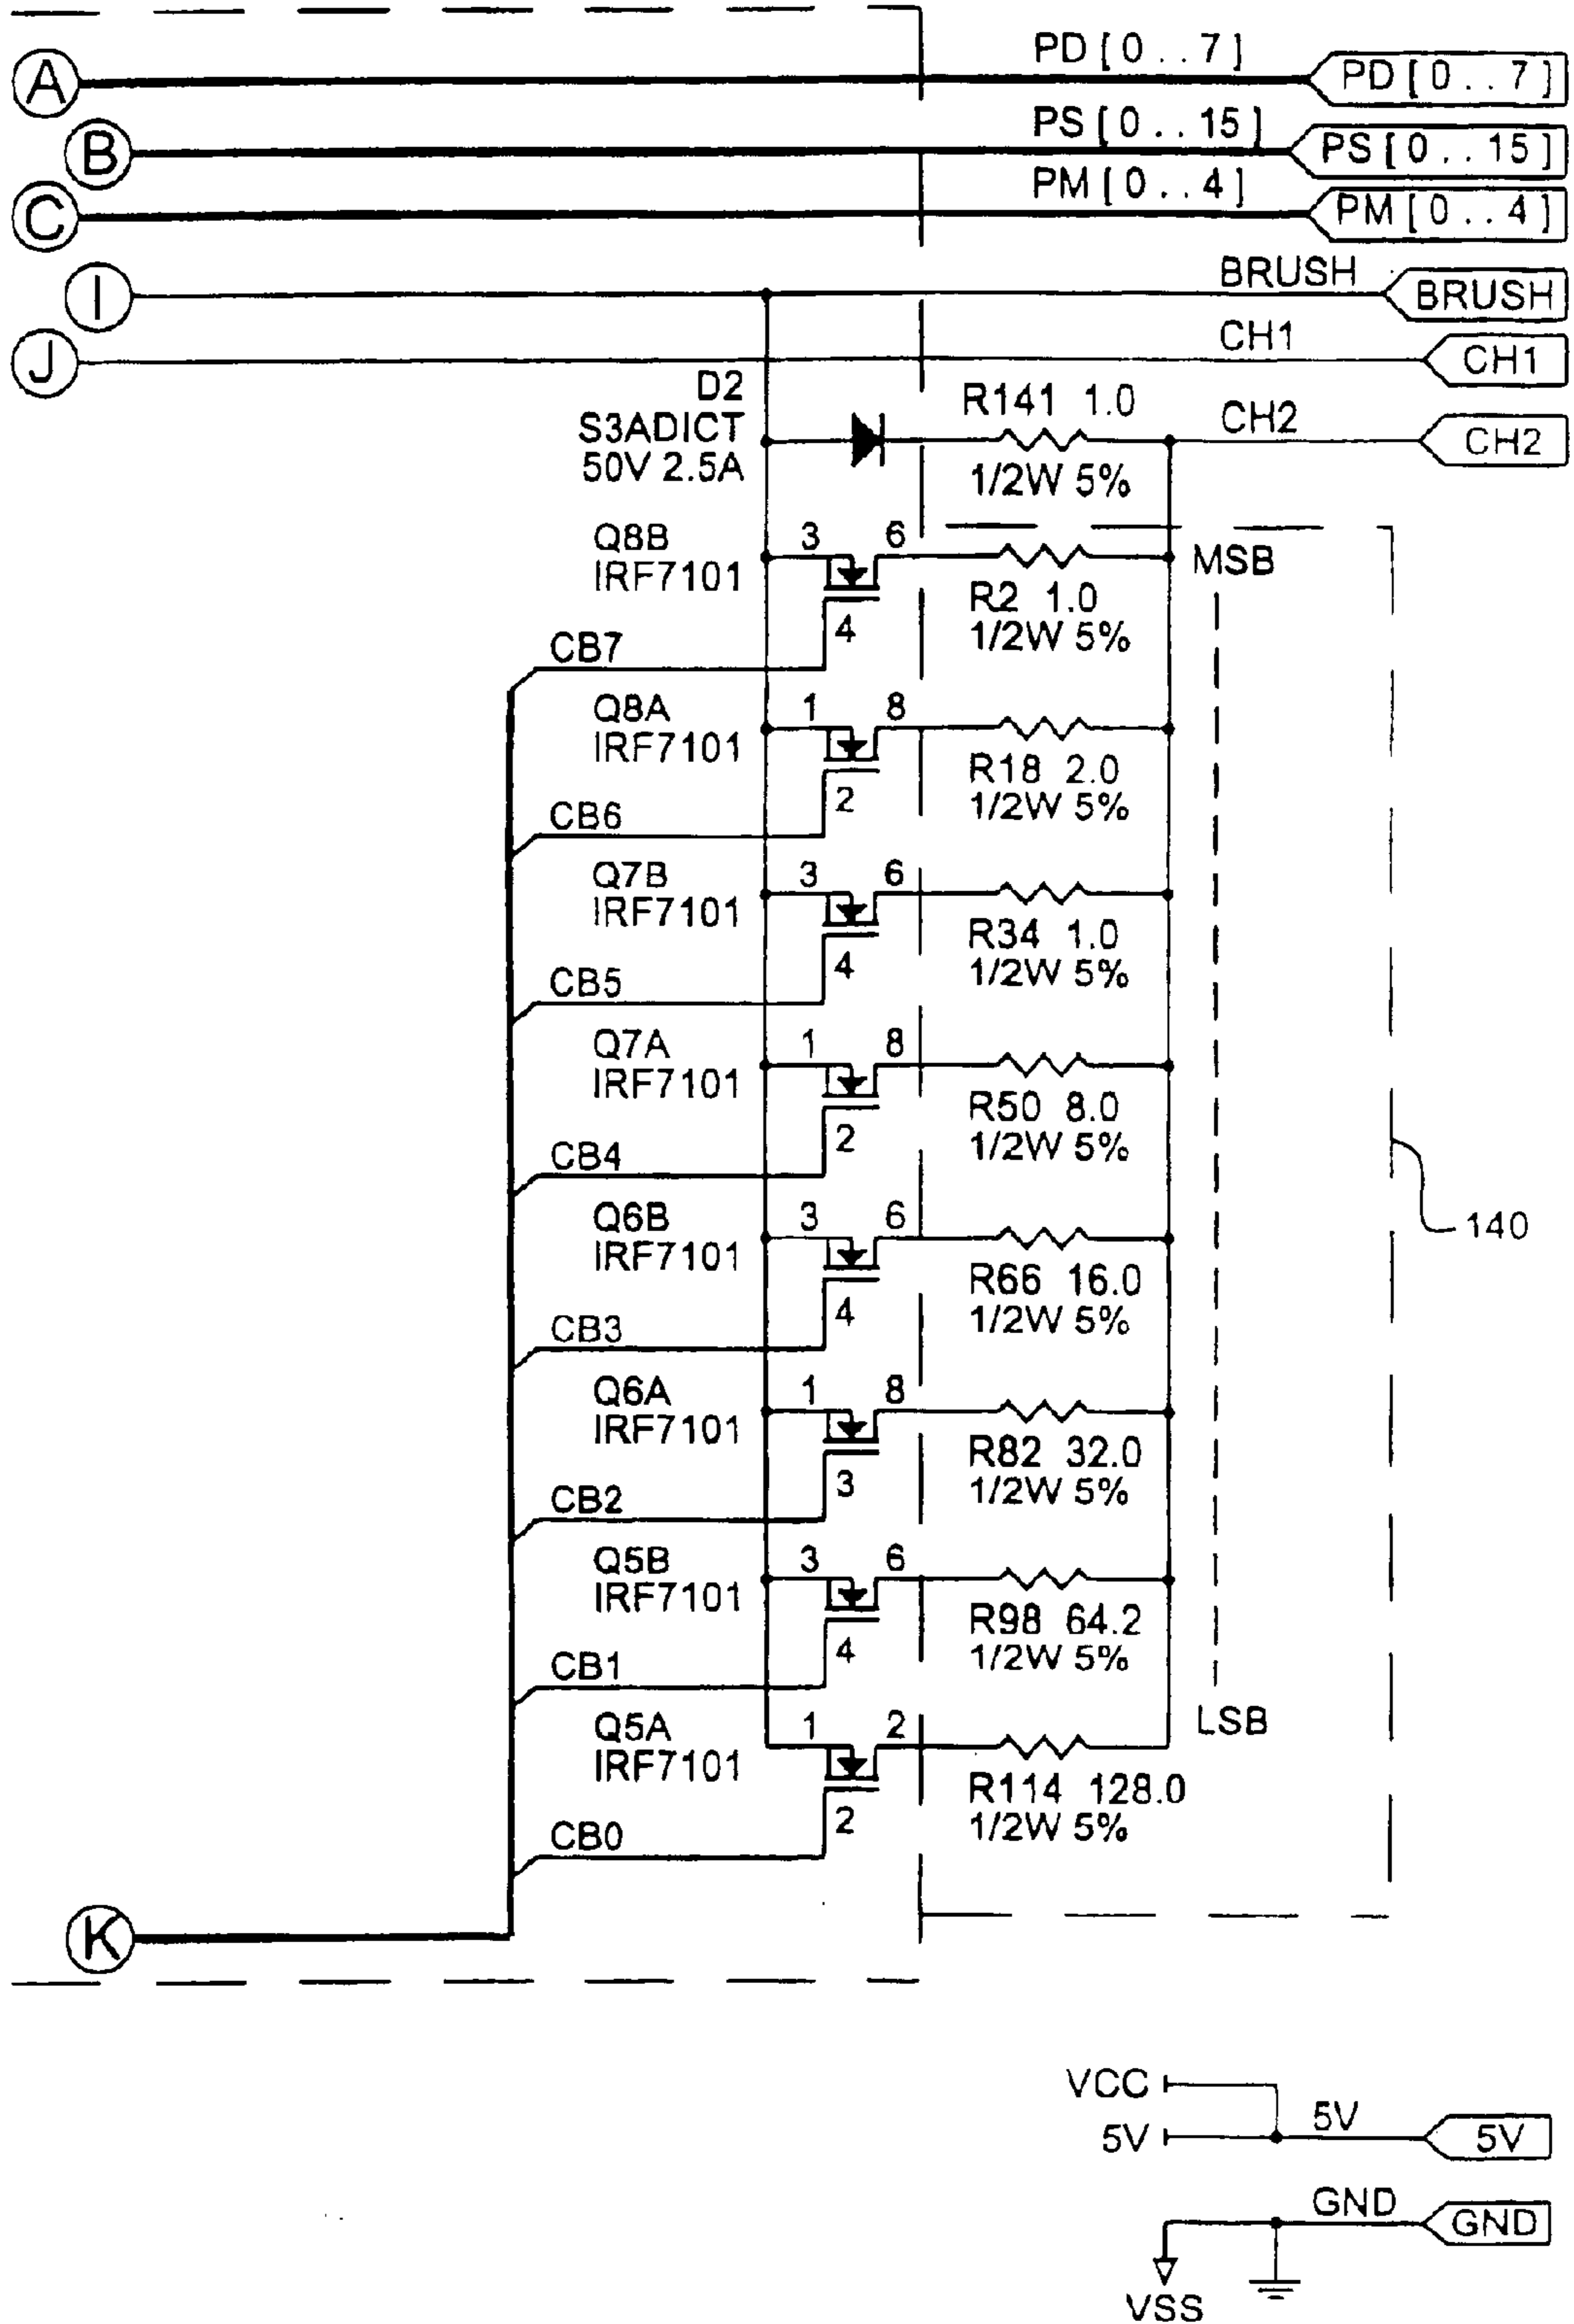 A PD [ 0 . . 7 ] PD [ 0 . . 7 ]
B PS [ 0 . . 15 ] PS [ 0 . . 15 ]
C PM [ 0 . . 4 ] PM [ 0 . . 4 ]
I BRUSH BRUSH
J CH1 CH1
D2
S3ADICT
50V 2.5A
R141 1.0
1/2W 5%
CH2 CH2
Q8B
IRF7101
3 6
4
R2 1.0
1/2W 5%
MSB
CB7
Q8A
IRF7101
1 8
2
R18 2.0
1/2W 5%
CB6
Q7B
IRF7101
3 6
4
R34 1.0
1/2W 5%
CB5
Q7A
IRF7101
1 8
2
R50 8.0
1/2W 5%
CB4
140
Q6B
IRF7101
3 6
4
R66 16.0
1/2W 5%
CB3
Q6A
IRF7101
1 8
3
R82 32.0
1/2W 5%
CB2
Q5B
IRF7101
3 6
4
R98 64.2
1/2W 5%
CB1
LSB
Q5A
IRF7101
1 2
2
R114 128.0
1/2W 5%
CB0
K
VCC
5V 5V 5V
GND GND
VSS